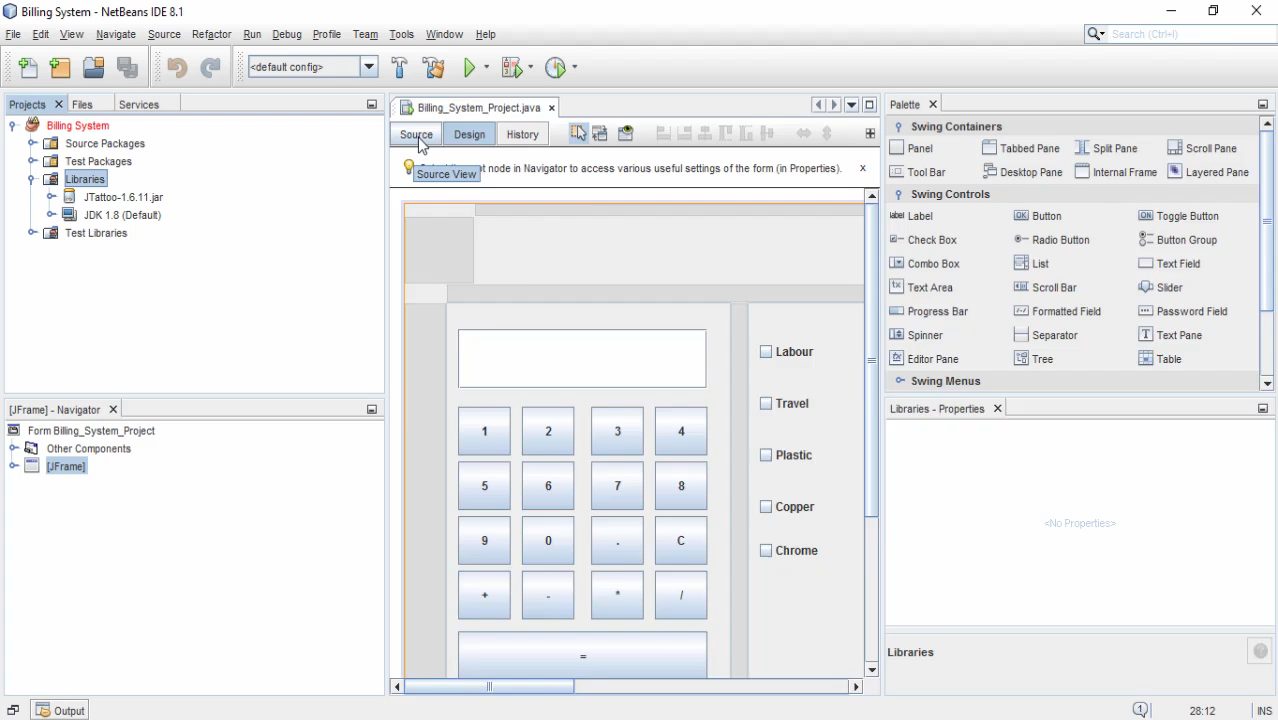 Billing System - NetBeans IDE 8.1
File Edit View Navigate Source Refactor Run Debug Profile Team Tools Window Help
Search (Ctrl+I)
<default config>
Projects Files Services
Billing System
Source Packages
Test Packages
Libraries
JTattoo-1.6.11.jar
JDK 1.8 (Default)
Test Libraries
[JFrame] - Navigator
Form Billing_System_Project
Other Components
[JFrame]
Billing_System_Project.java
Source Design History
node in Navigator to access various useful settings of the form (in Properties). x
Source View
1 2 3 4
5 6 7 8
9 0 . C
+ - * /
=
Labour
Travel
Plastic
Copper
Chrome
Palette
Swing Containers
Panel Tabbed Pane Split Pane Scroll Pane
Tool Bar Desktop Pane Internal Frame Layered Pane
Swing Controls
label Label OK Button ON Toggle Button
Check Box Radio Button Button Group
Combo Box List Text Field
Text Area Scroll Bar Slider
Progress Bar Formatted Field Password Field
Spinner Separator Text Pane
Editor Pane Tree Table
Swing Menus
Libraries - Properties
<No Properties>
Libraries
Output
1 28:12 INS